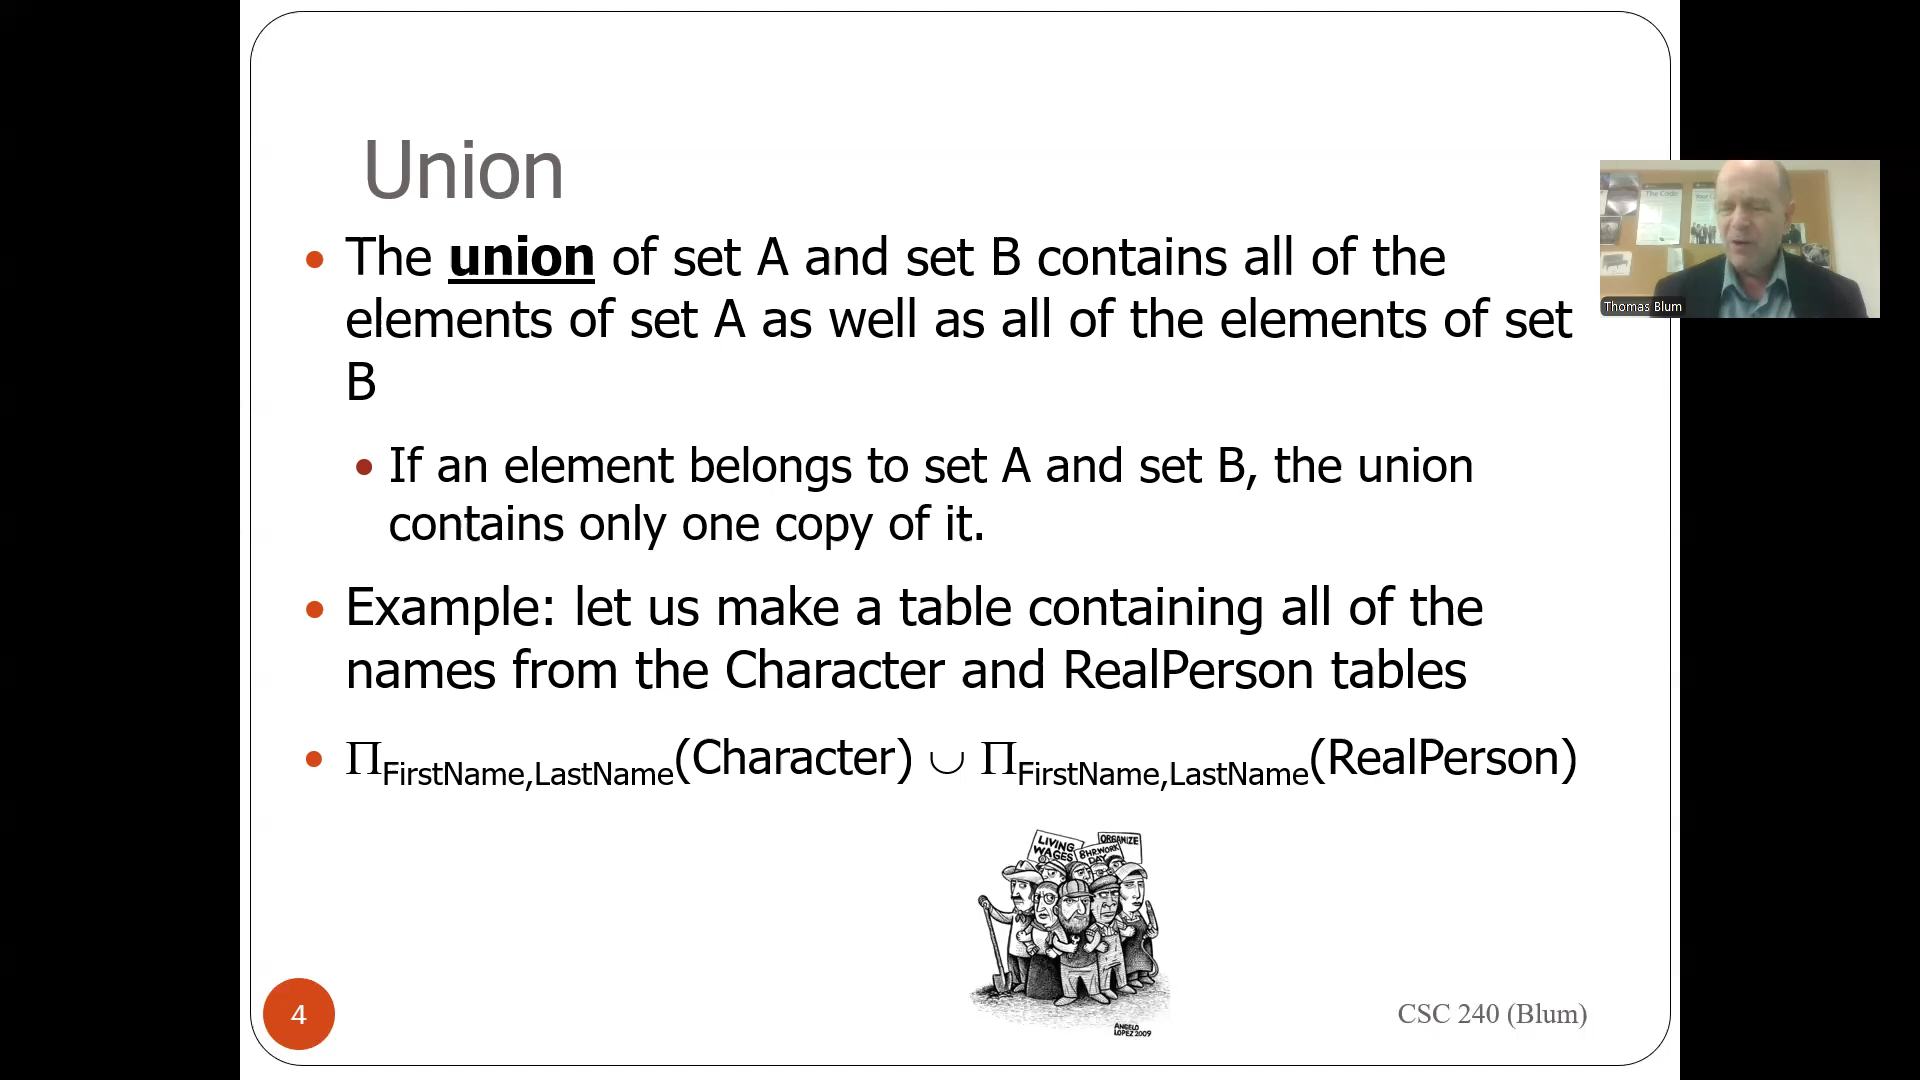 Union
• The union of set A and set B contains all of the
elements of set A as well as all of the elements of set
B
• If an element belongs to set A and set B, the union
contains only one copy of it.
• Example: let us make a table containing all of the
names from the Character and RealPerson tables
• ΠFirstName,LastName(Character) ∪ ΠFirstName,LastName(RealPerson)
LIVING
WAGES
ORGANIZE
8HR.WORK
DAY
ANGELO
LOPEZ 2009
4
CSC 240 (Blum)
The Code
Thomas Blum